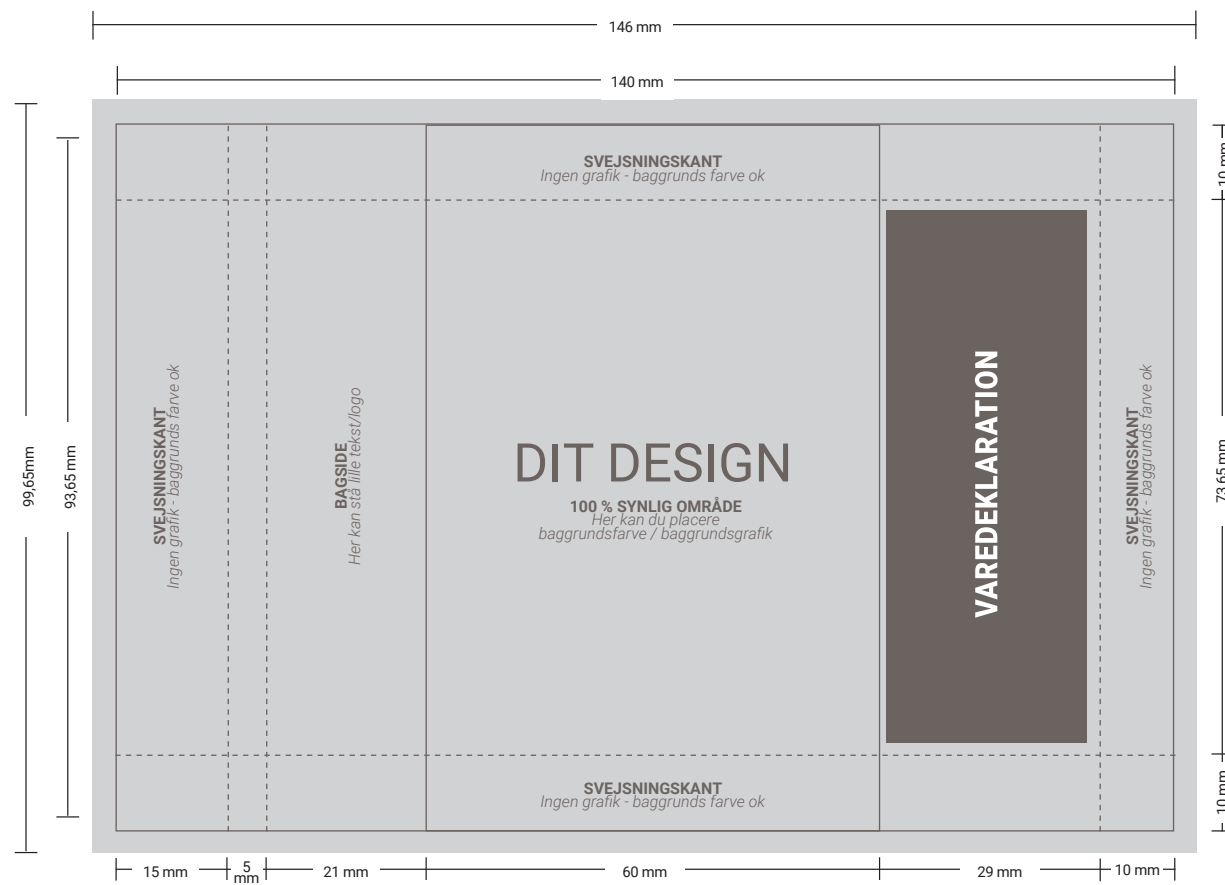 146 mm
140 mm
SVEJSNINGSKANT
Ingen grafik - baggrunds farve ok
10 mm
99,65mm
93,65 mm
SVEJSNINGSKANT
Ingen grafik - baggrunds farve ok
BAGSIDE
Her kan stå lille tekst/logo
DIT DESIGN
100 % SYNLIG OMRÅDE
Her kan du placere
baggrundsfarve / baggrundsgrafik
VAREDEKLARATION
SVEJSNINGSKANT
Ingen grafik - baggrunds farve ok
73,65 mm
SVEJSNINGSKANT
Ingen grafik - baggrunds farve ok
10 mm
15 mm
5
mm
21 mm
60 mm
29 mm
10 mm